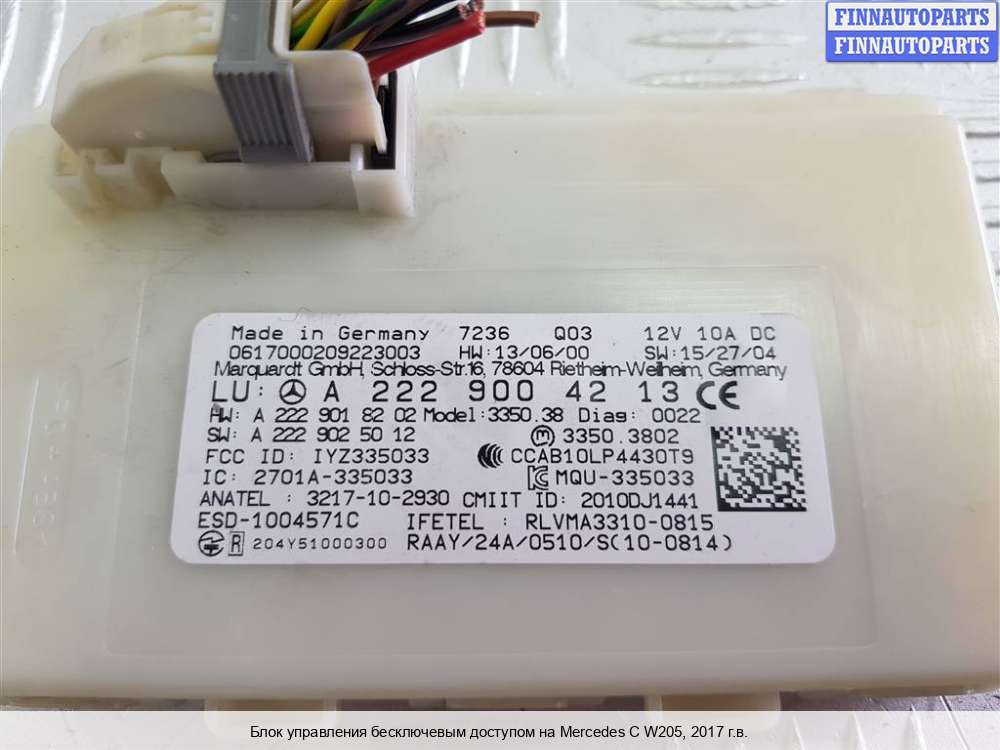 FINNAUTOPARTS
FINNAUTOPARTS
Made in Germany 7236 Q03 12V 10A DC
0617000209223003 HW:13/06/00 SW:15/27/04
Marquardt GmbH, Schloss-Str.16, 78604 Rietheim-Weilheim, Germany
LU: A 222 900 42 13 CE
HW: A 222 901 82 02 Model:3350.38 Diag: 0022
SW: A 222 902 50 12 M 3350.3802
FCC ID: IYZ335033 CCAB10LP4430T9
IC: 2701A-335033 MQU-335033
ANATEL : 3217-10-2930 CMIIT ID: 2010DJ1441
ESD-1004571C IFETEL : RLVMA3310-0815
R 204Y51000300 RAAY/24A/0510/S(10-0814)
Блок управления бесключевым доступом на Mercedes C W205, 2017 г.в.